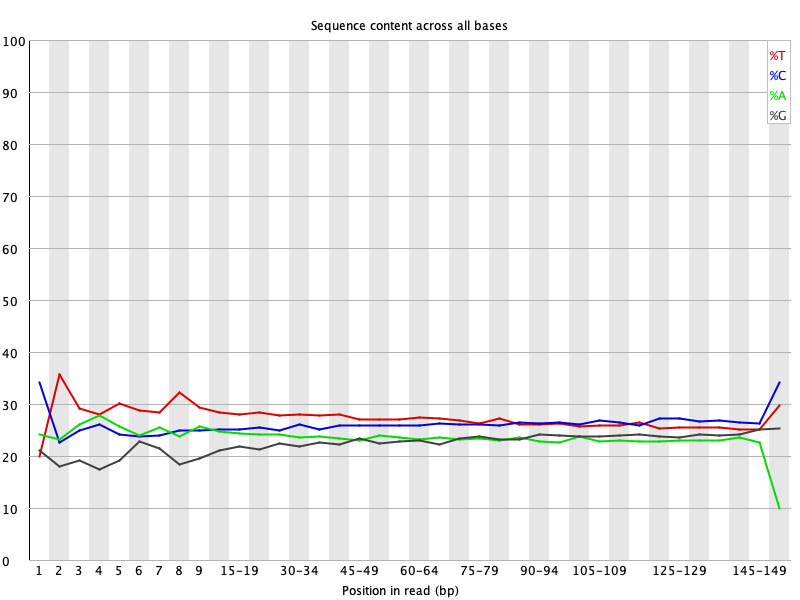 Sequence content across all bases
100
90
80
70
60
50
40
30
20
10
0
%T
%C
%A
%G
1 2 3 4 5 6 7 8 9 15-19 30-34 45-49 60-64 75-79 90-94 105-109 125-129 145-149
Position in read (bp)